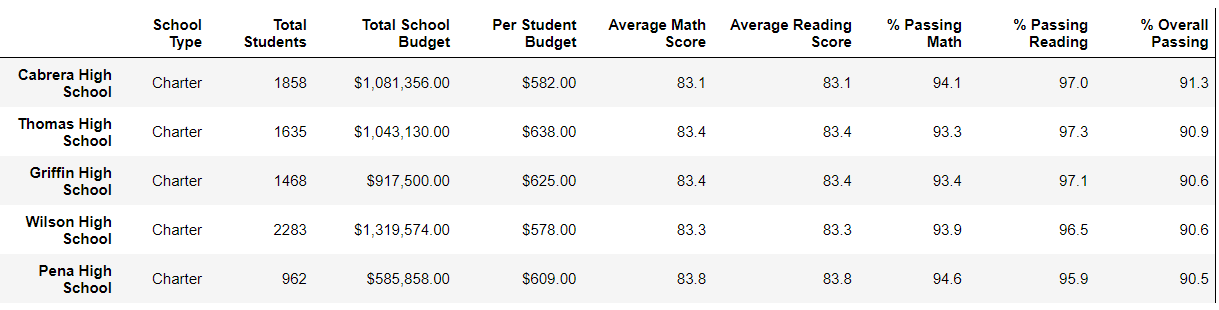 School Type Total Students Total School Budget Per Student Budget Average Math Score Average Reading Score % Passing Math % Passing Reading % Overall Passing
Cabrera High School Charter 1858 $1,081,356.00 $582.00 83.1 83.1 94.1 97.0 91.3
Thomas High School Charter 1635 $1,043,130.00 $638.00 83.4 83.4 93.3 97.3 90.9
Griffin High School Charter 1468 $917,500.00 $625.00 83.4 83.4 93.4 97.1 90.6
Wilson High School Charter 2283 $1,319,574.00 $578.00 83.3 83.3 93.9 96.5 90.6
Pena High School Charter 962 $585,858.00 $609.00 83.8 83.8 94.6 95.9 90.5